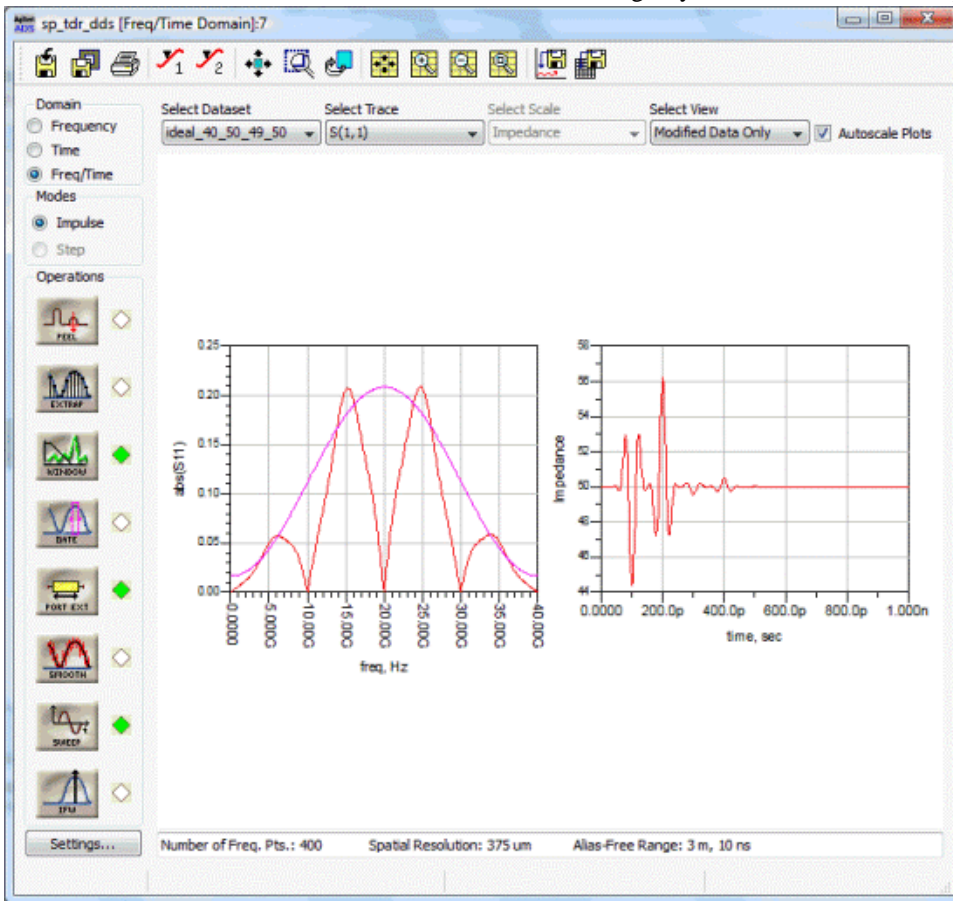 sp_tdr_dds [Freq/Time Domain]:7
1 2
Domain
Frequency
Time
Freq/Time
Select Dataset Select Trace Select Scale Select View
ideal_40_50_49_50 S(1,1) Impedance Modified Data Only Autoscale Plots
Modes
Impulse
Step
Operations
PEEL
EXTRAP
WINDOW
GATE
PORT EXT
SMOOTH
SWEEP
abs(S11)
0.25
0.20
0.15
0.10
0.05
0.00
0.0000 5.000G 10.00G 15.00G 20.00G 25.00G 30.00G 35.00G 40.00G
freq, Hz
Impedance
58
56
54
52
50
48
46
44
0.0000 200.0p 400.0p 600.0p 800.0p 1.000n
time, sec
Settings...
Number of Freq. Pts.: 400 Spatial Resolution: 375 um Alias-Free Range: 3 m, 10 ns